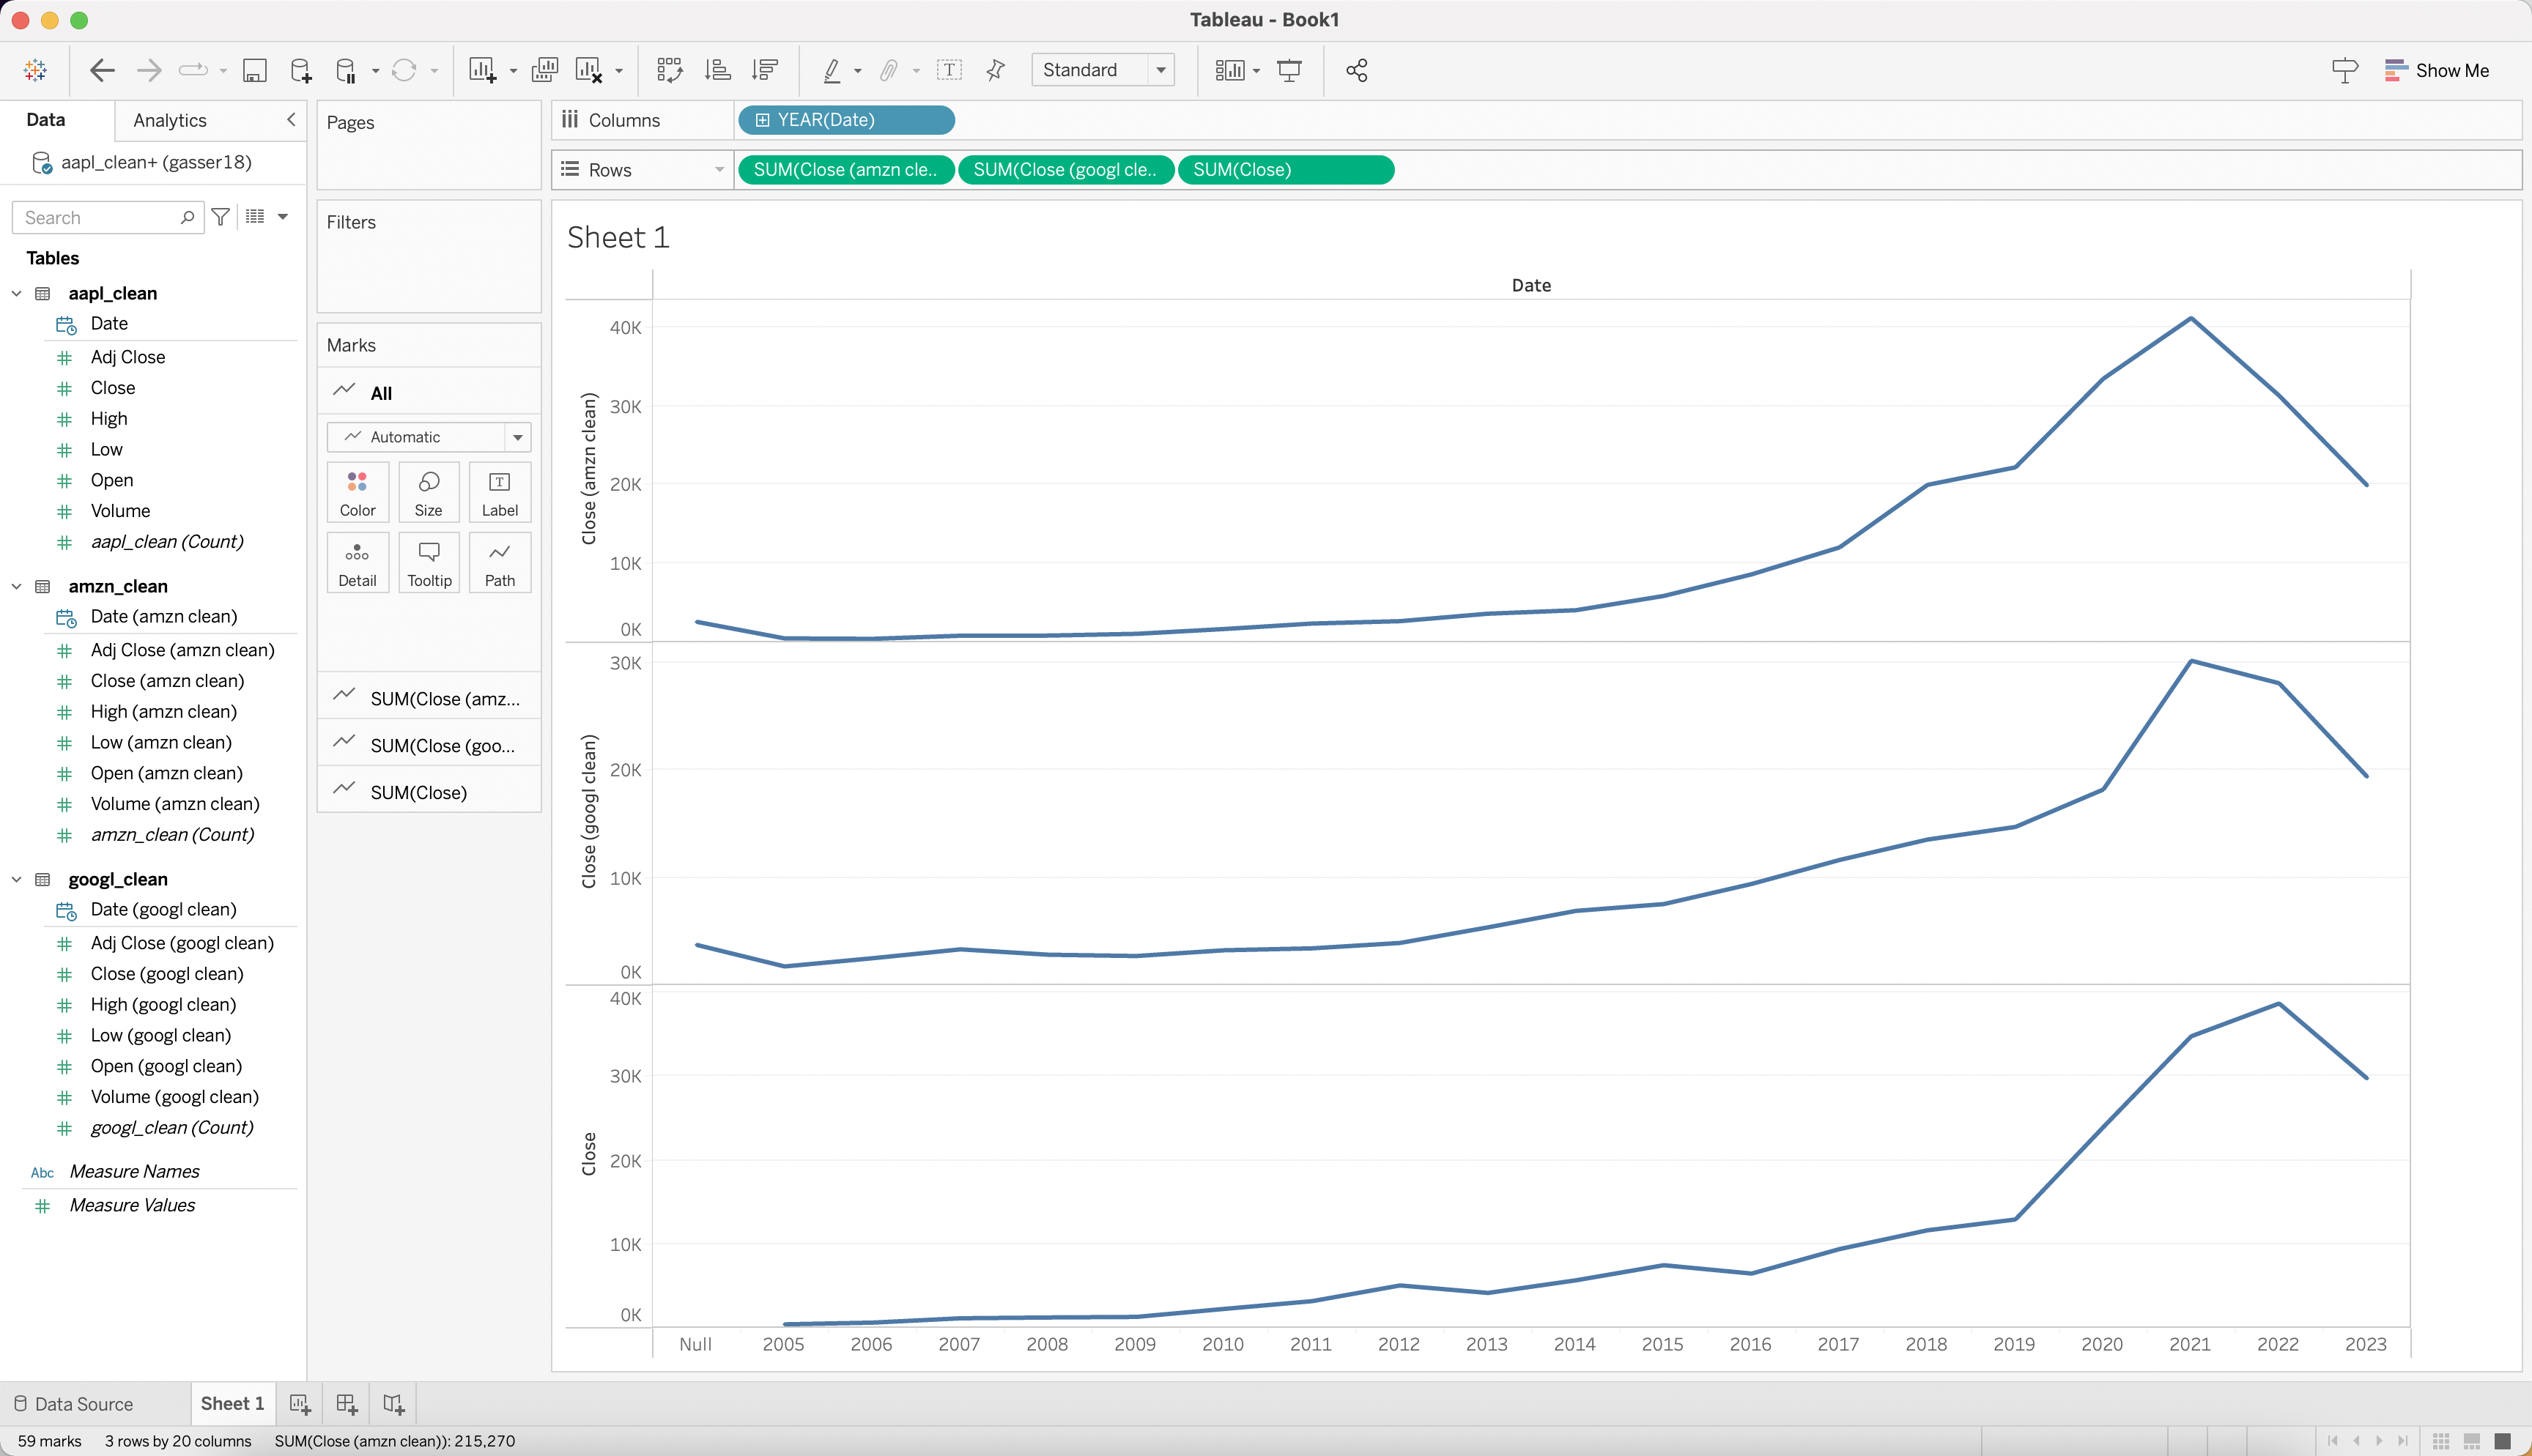 Tableau - Book1
Standard
Show Me
Data
Analytics
aapl_clean+ (gasser18)
Search
Tables
aapl_clean
Date
Adj Close
Close
High
Low
Open
Volume
aapl_clean (Count)
amzn_clean
Date (amzn clean)
Adj Close (amzn clean)
Close (amzn clean)
High (amzn clean)
Low (amzn clean)
Open (amzn clean)
Volume (amzn clean)
amzn_clean (Count)
googl_clean
Date (googl clean)
Adj Close (googl clean)
Close (googl clean)
High (googl clean)
Low (googl clean)
Open (googl clean)
Volume (googl clean)
googl_clean (Count)
Abc Measure Names
Measure Values
Pages
Filters
Marks
All
Automatic
Color Size Label
Detail Tooltip Path
SUM(Close (amz...
SUM(Close (goo...
SUM(Close)
Columns YEAR(Date)
Rows SUM(Close (amzn cle.. SUM(Close (googl cle.. SUM(Close)
Sheet 1
Date
Close (amzn clean)
40K
30K
20K
10K
0K
Close (googl clean)
30K
20K
10K
0K
Close
40K
30K
20K
10K
0K
Null 2005 2006 2007 2008 2009 2010 2011 2012 2013 2014 2015 2016 2017 2018 2019 2020 2021 2022 2023
Data Source Sheet 1
59 marks 3 rows by 20 columns SUM(Close (amzn clean)): 215,270